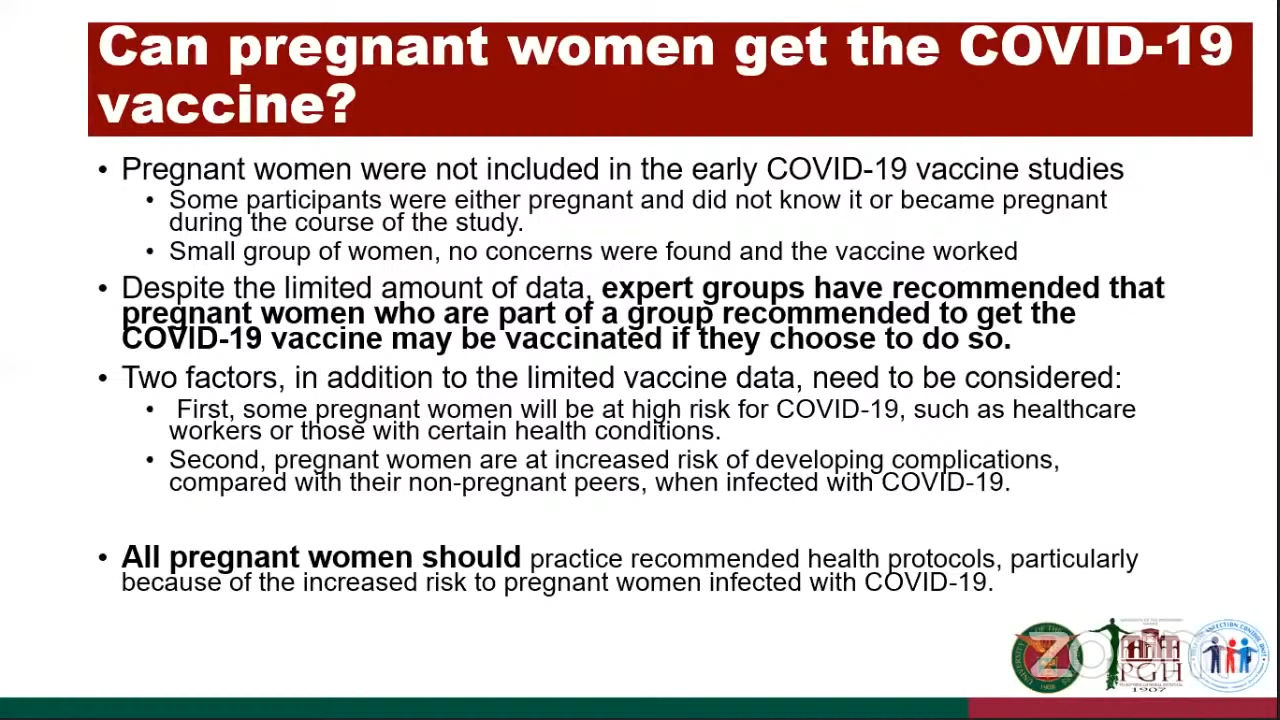 Can pregnant women get the COVID-19
vaccine?
• Pregnant women were not included in the early COVID-19 vaccine studies
• Some participants were either pregnant and did not know it or became pregnant
during the course of the study.
• Small group of women, no concerns were found and the vaccine worked
• Despite the limited amount of data, expert groups have recommended that
pregnant women who are part of a group recommended to get the
COVID-19 vaccine may be vaccinated if they choose to do so.
• Two factors, in addition to the limited vaccine data, need to be considered:
• First, some pregnant women will be at high risk for COVID-19, such as healthcare
workers or those with certain health conditions.
• Second, pregnant women are at increased risk of developing complications,
compared with their non-pregnant peers, when infected with COVID-19.
• All pregnant women should practice recommended health protocols, particularly
because of the increased risk to pregnant women infected with COVID-19.
zoom
PGH
1907